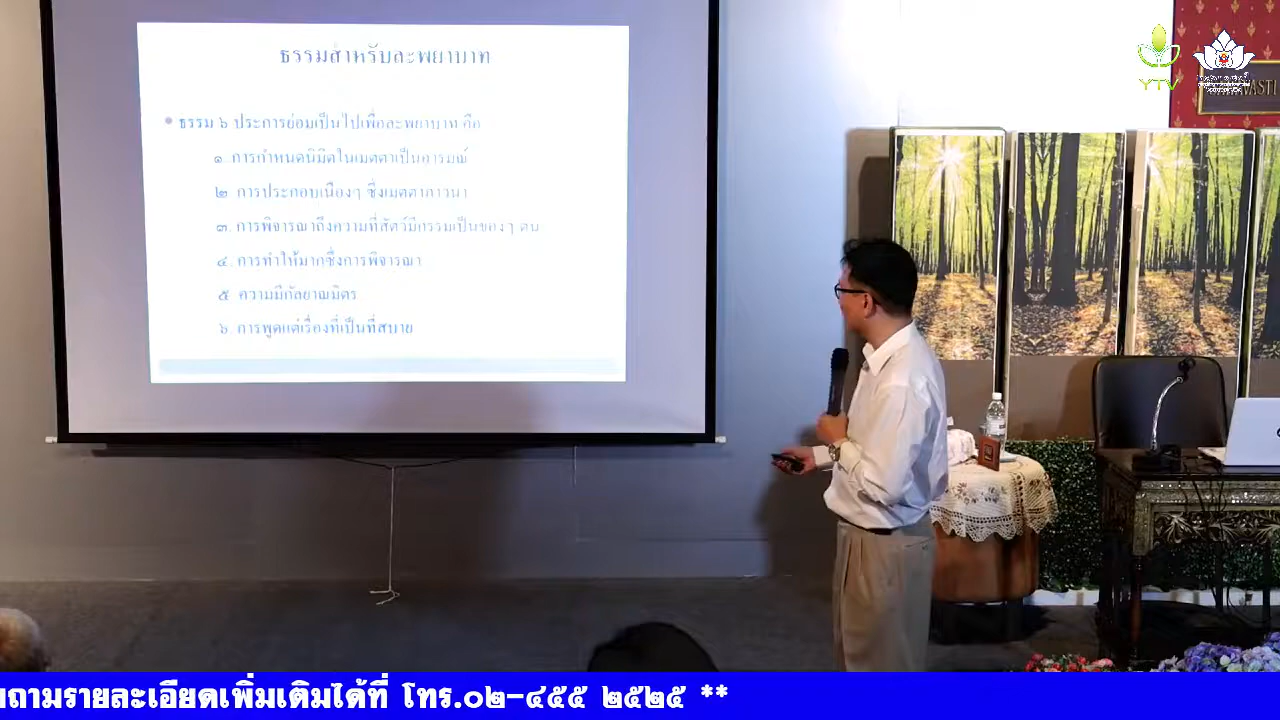 ธรรมสำหรับละพยาบาท
ธรรม ๖ ประการย่อมเป็นไปเพื่อละพยาบาท คือ
๑. การกำหนดนิมิตในเมตตาเป็นอารมณ์
๒ การประกอบเนืองๆ ซึ่งเมตตาภาวนา
๓. การพิจารณาถึงความที่สัตว์มีกรรมเป็นของๆ ตน
๔. การทำให้มากซึ่งการพิจารณา
๕ ความมีกัลยาณมิตร
๖. การพูดแต่เรื่องที่เป็นที่สบาย
YTV
VASTI
ถามรายละเอียดเพิ่มเติมได้ที่ โทร.๐๒-๔๕๕ ๒๕๒๕ **